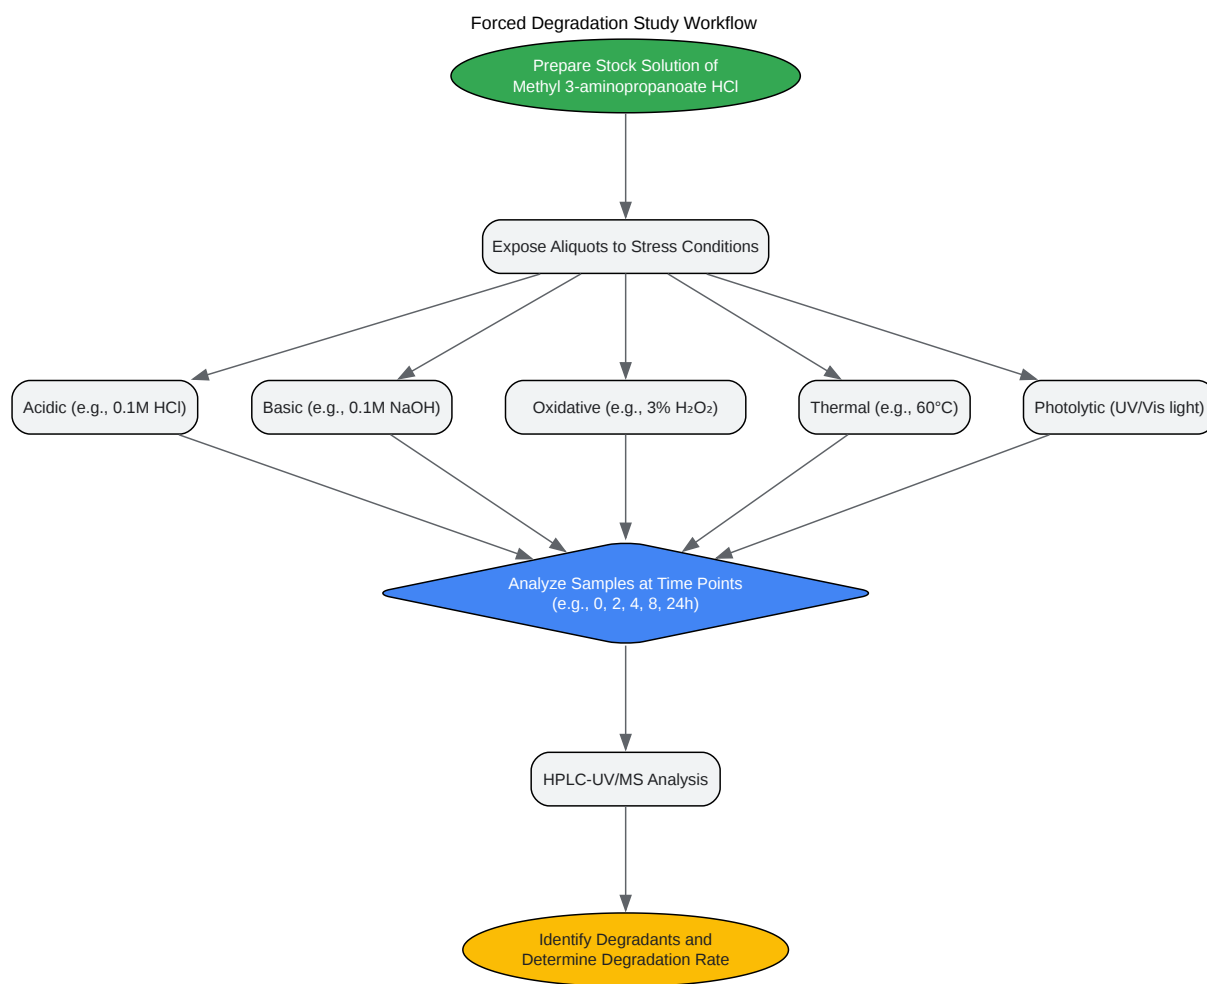 Forced Degradation Study Workflow
Prepare Stock Solution of
Methyl 3-aminopropanoate HCl
Expose Aliquots to Stress Conditions
Acidic (e.g., 0.1M HCl)
Basic (e.g., 0.1M NaOH)
Oxidative (e.g., 3% H₂O₂)
Thermal (e.g., 60°C)
Photolytic (UV/Vis light)
Analyze Samples at Time Points
(e.g., 0, 2, 4, 8, 24h)
HPLC-UV/MS Analysis
Identify Degradants and
Determine Degradation Rate